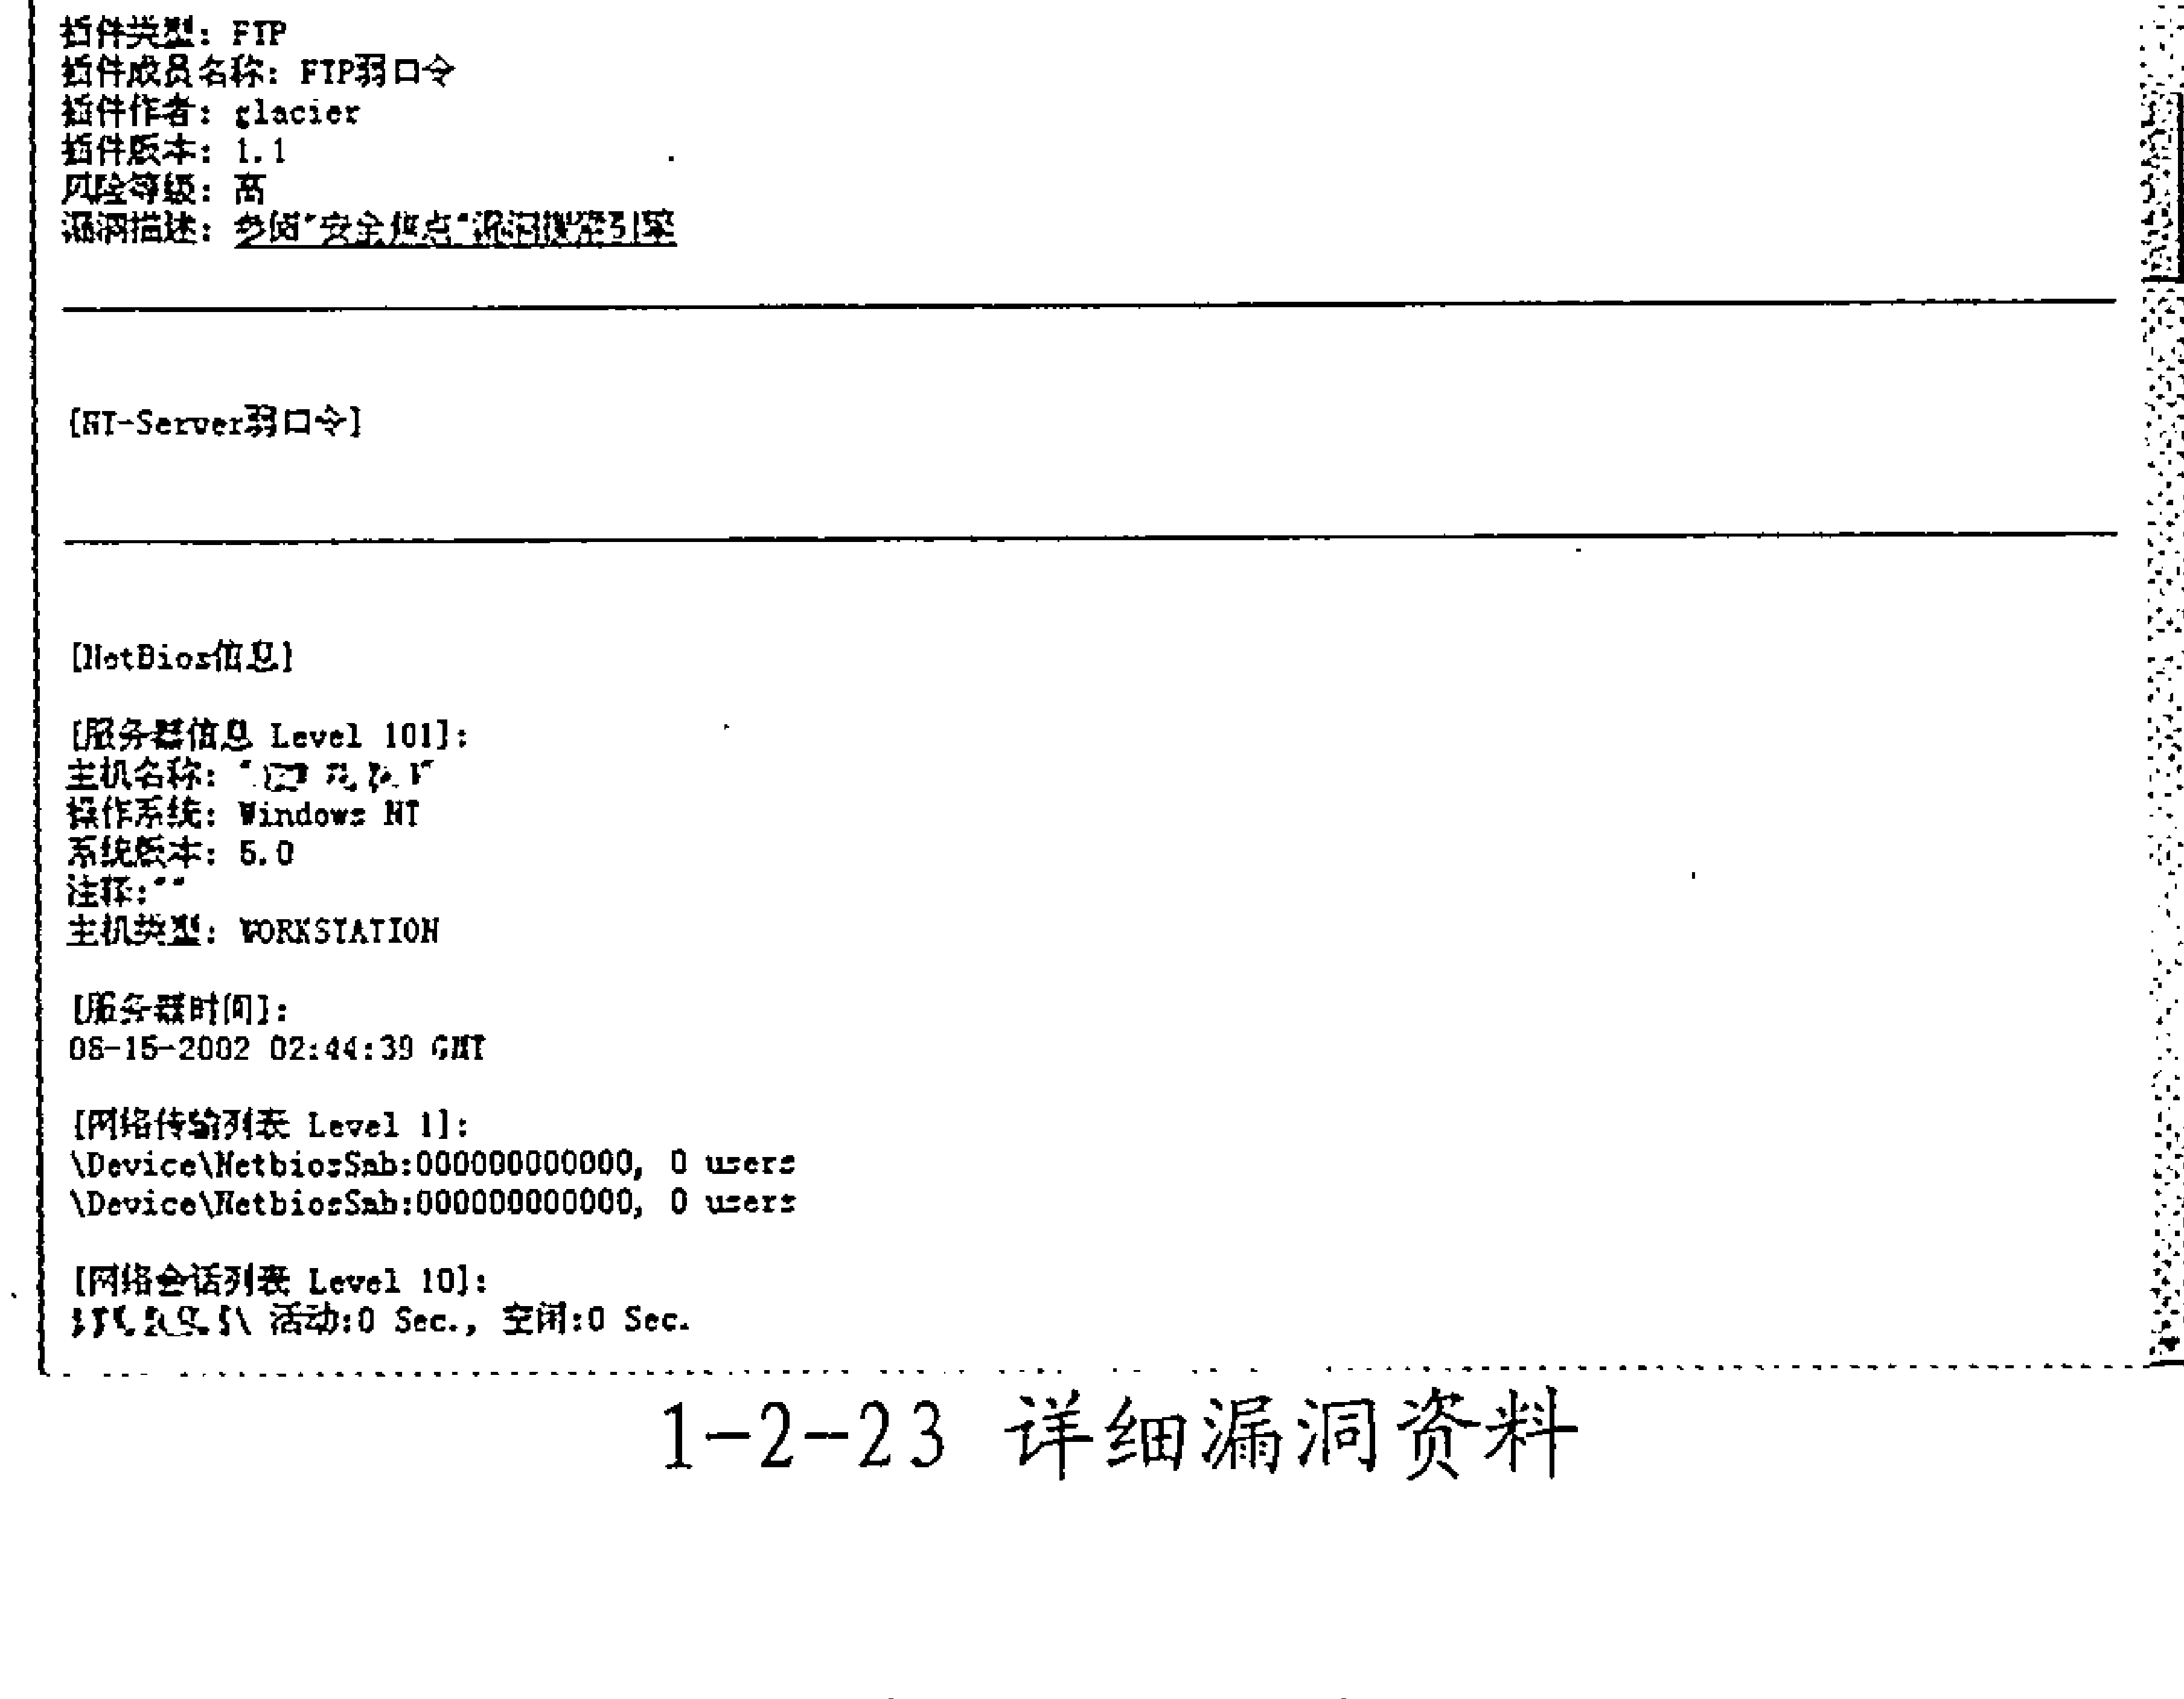 插件类型: FTP
插件成员名称: FTP弱口令
插件作者: glacier
插件版本: 1.1
风险等级: 高
漏洞描述: 参阅"安全焦点"漏洞搜索引擎
[NT-Server弱口令]
[NetBios信息]
[服务器信息 Level 101]:
主机名称:
操作系统: Windows NT
系统版本: 5.0
注释:""
主机类型: WORKSTATION
[服务器时间]:
08-15-2002 02:44:39 GMT
[网络传输列表 Level 1]:
\Device\NetbiosSmb:000000000000, 0 users
\Device\NetbiosSmb:000000000000, 0 users
[网络会话列表 Level 10]:
活动:0 Sec., 空闲:0 Sec.
1-2-23 详细漏洞资料